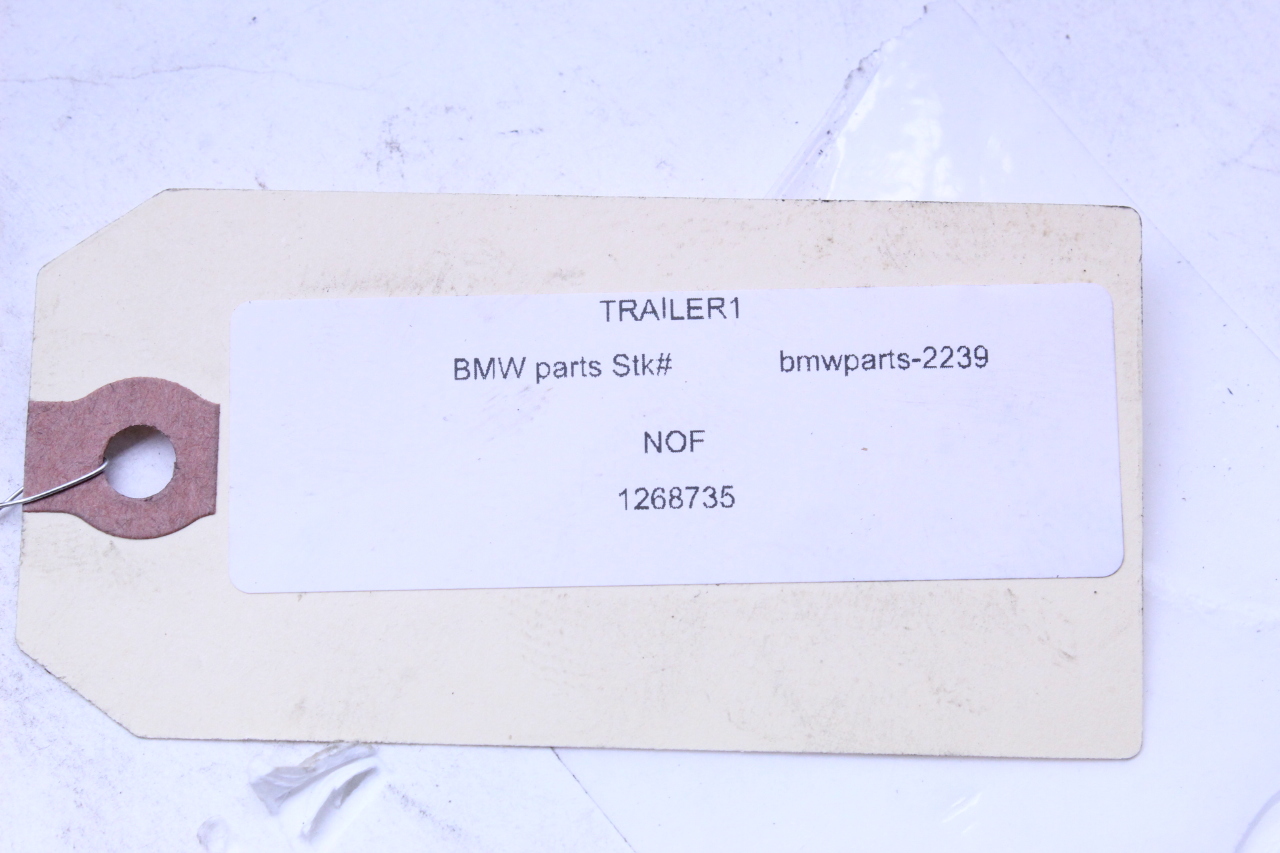 TRAILER1
BMW parts Stk# bmwparts-2239
NOF
1268735